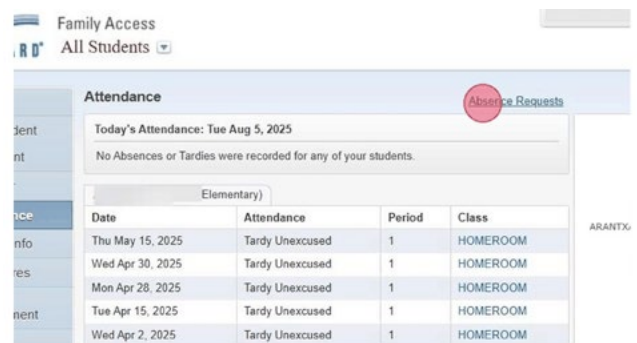 Family Access
ARD®
All Students
Attendance
Absence Requests
Today's Attendance: Tue Aug 5, 2025
No Absences or Tardies were recorded for any of your students.
Elementary)
Date Attendance Period Class
Thu May 15, 2025 Tardy Unexcused 1 HOMEROOM
Wed Apr 30, 2025 Tardy Unexcused 1 HOMEROOM
Mon Apr 28, 2025 Tardy Unexcused 1 HOMEROOM
Tue Apr 15, 2025 Tardy Unexcused 1 HOMEROOM
Wed Apr 2, 2025 Tardy Unexcused 1 HOMEROOM
ARANTX